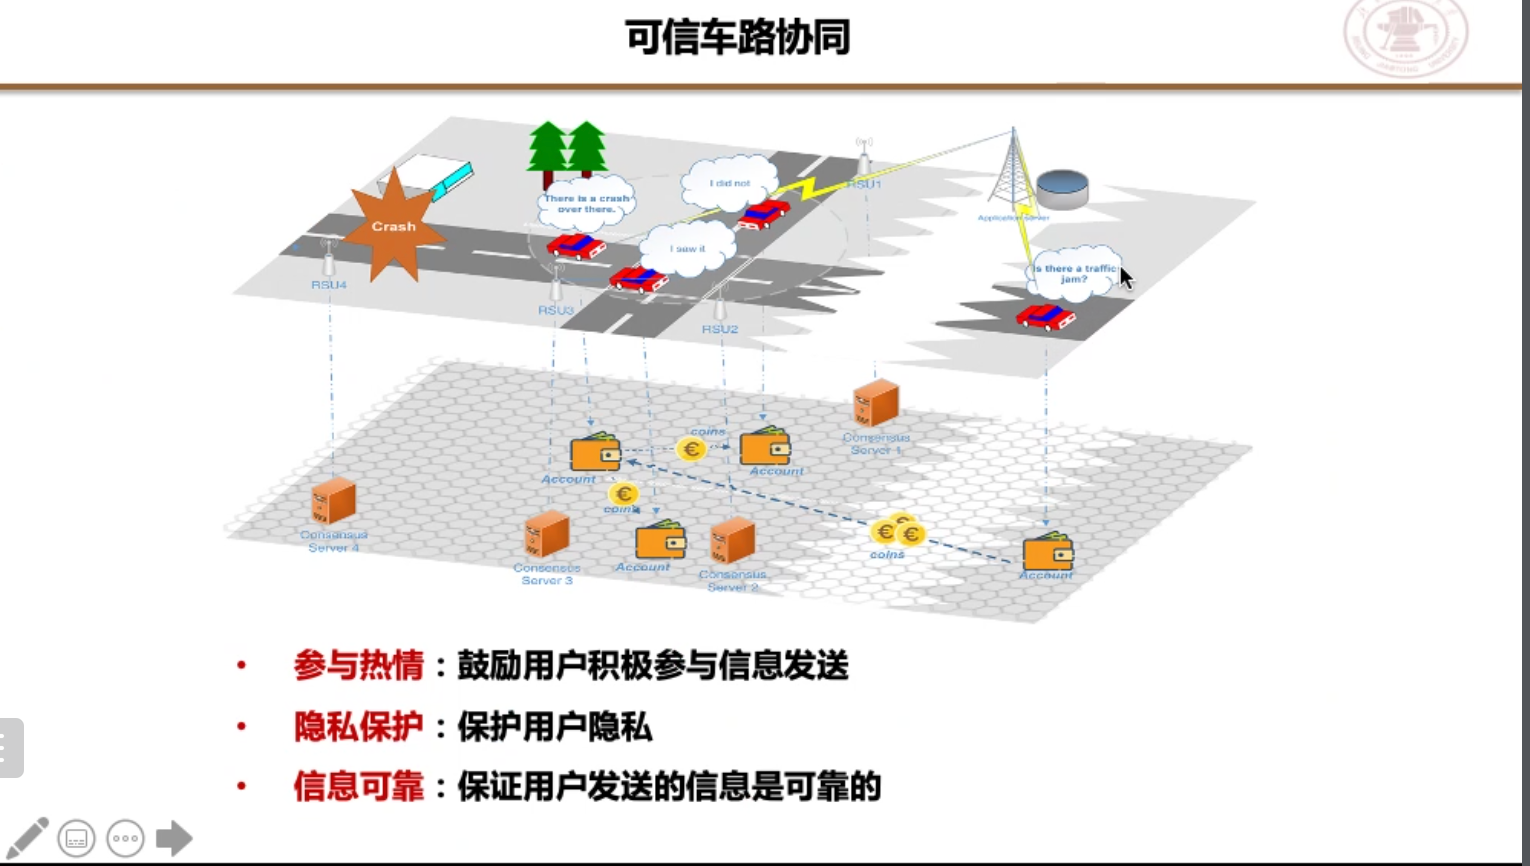 可信车路协同
There is a crash
over there.
I did not
I saw it
Crash
RSU1
RSU2
RSU3
RSU4
Application server
Is there a traffic
jam?
coins
Account
Account
Consensus
Server 1
coins
coins
Consensus
Server 4
Consensus
Server 3
Account
Consensus
Server 2
Account
• 参与热情：鼓励用户积极参与信息发送
• 隐私保护：保护用户隐私
• 信息可靠：保证用户发送的信息是可靠的